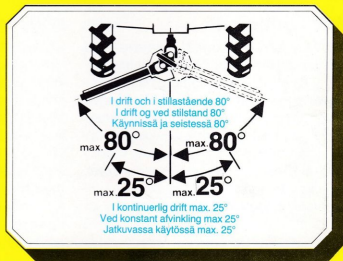 I drift och i stillastående 80°
I drift og ved stilstand 80°
Käynnissä ja seistessä 80°
max. 80° max. 80°
max. 25° max. 25°
I kontinuerlig drift max. 25°
Ved konstant afvinkling max 25°
Jatkuvassa käytössä max. 25°